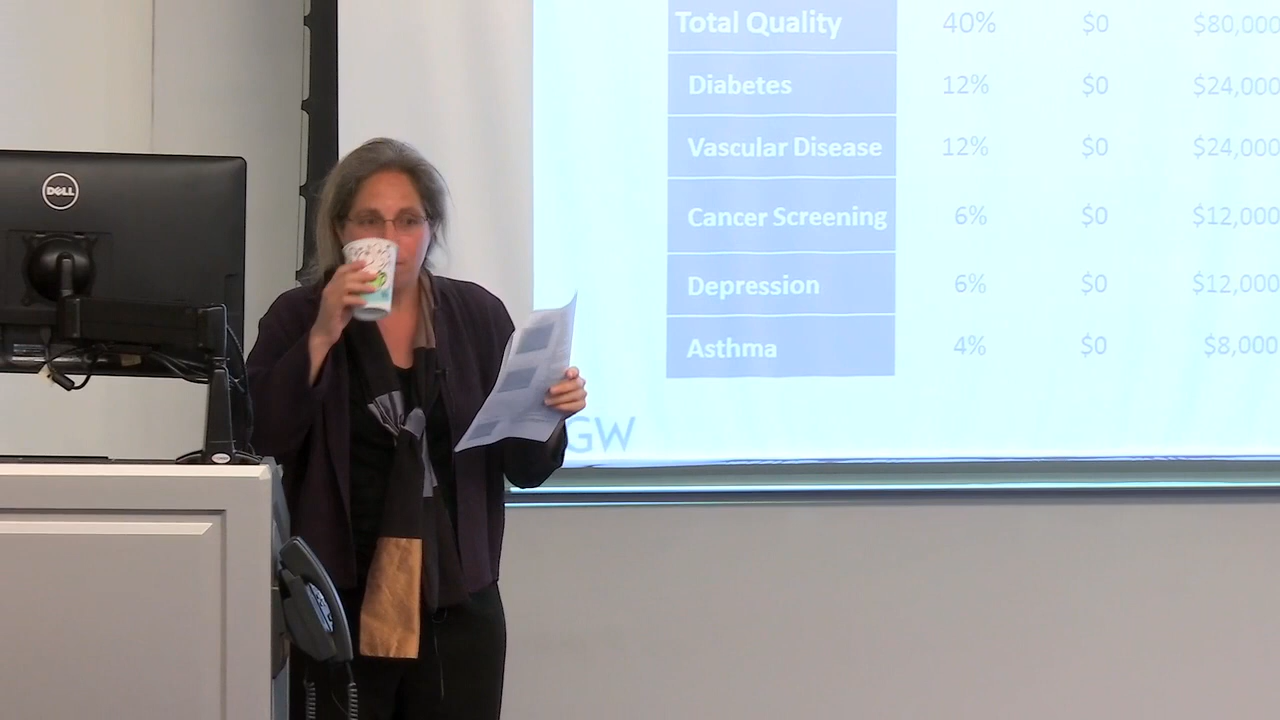 Total Quality 40% $0 $80,000
Diabetes 12% $0 $24,000
Vascular Disease 12% $0 $24,000
Cancer Screening 6% $0 $12,000
Depression 6% $0 $12,000
Asthma 4% $0 $8,000
GW
DELL